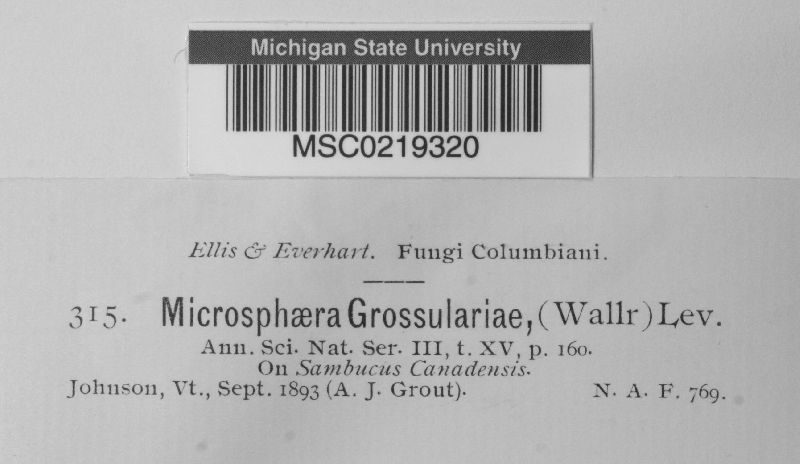 Michigan State University
MSC0219320
Ellis & Everhart. Fungi Columbiani.
315. Microsphæra Grossulariae, (Wallr) Lev.
Ann. Sci. Nat. Ser. III, t. XV, p. 160.
On Sambucus Canadensis.
Johnson, Vt., Sept. 1893 (A. J. Grout). N. A. F. 769.